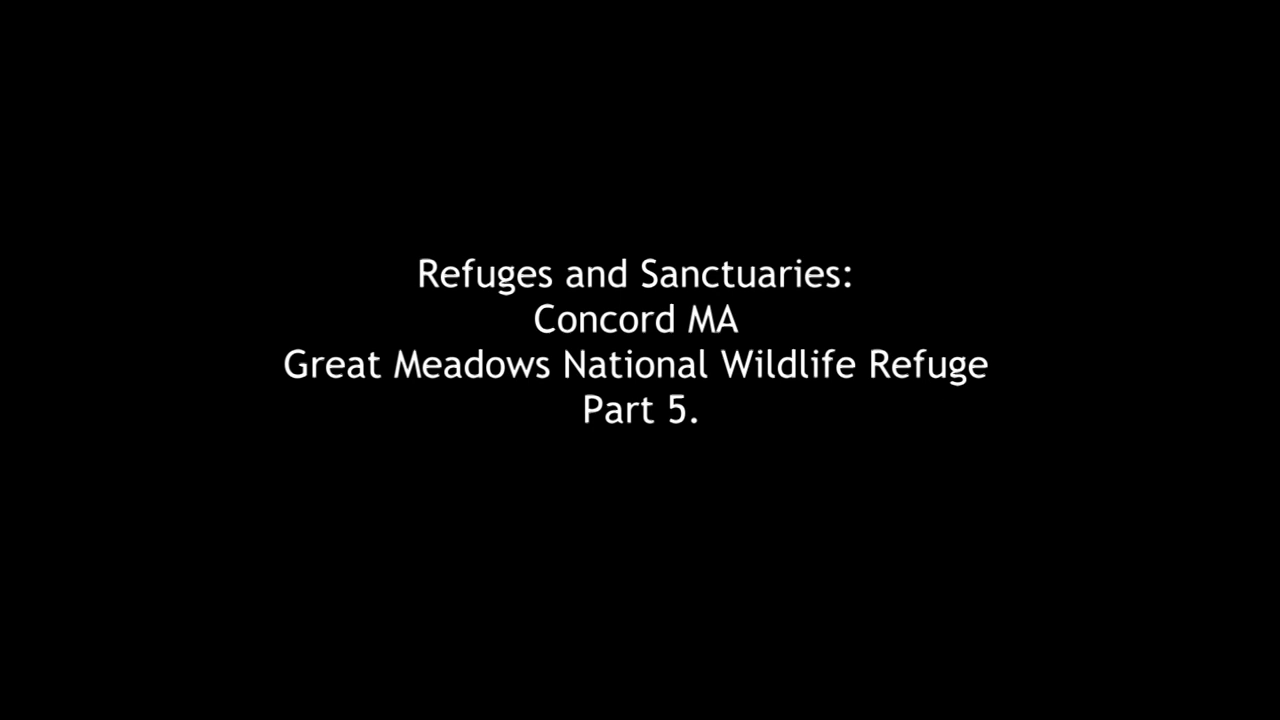 Refuges and Sanctuaries:
Concord MA
Great Meadows National Wildlife Refuge
Part 5.